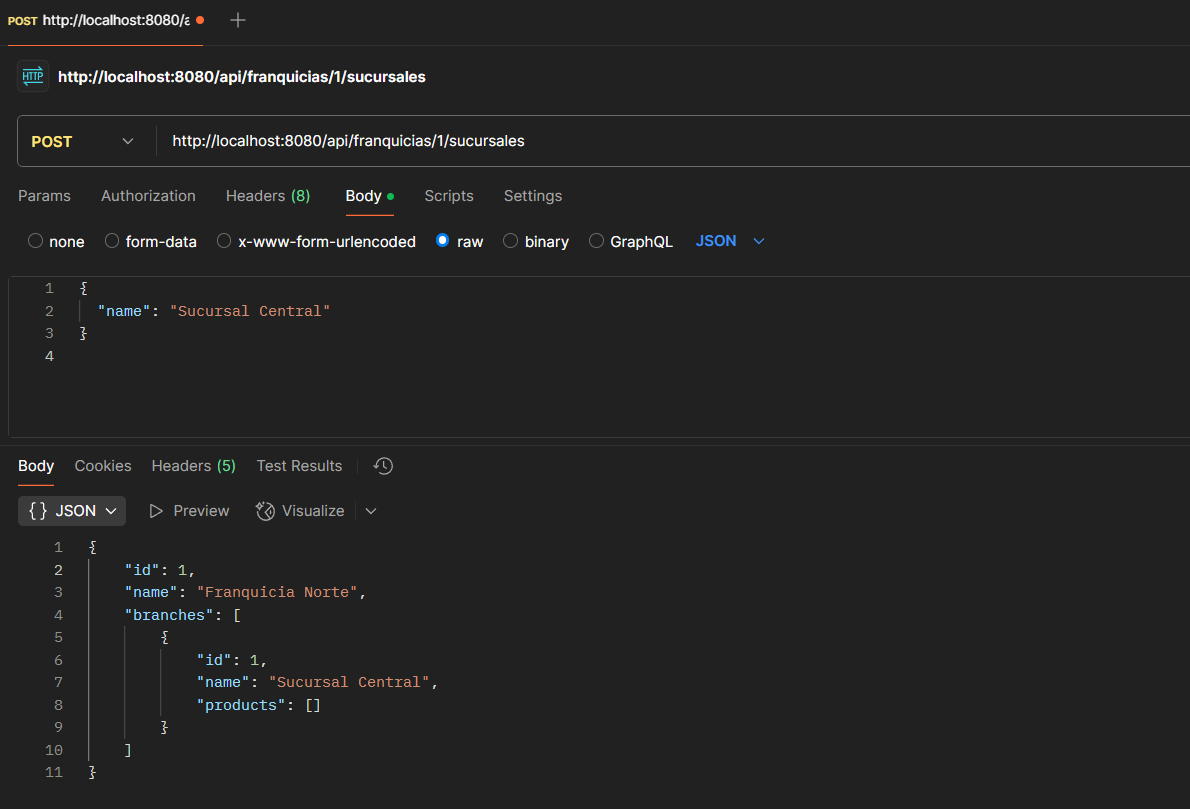 POST http://localhost:8080/a
HTTP http://localhost:8080/api/franquicias/1/sucursales
POST http://localhost:8080/api/franquicias/1/sucursales
Params Authorization Headers (8) Body Scripts Settings
none form-data x-www-form-urlencoded raw binary GraphQL JSON
1 {
2 "name": "Sucursal Central"
3 }
4
Body Cookies Headers (5) Test Results
{} JSON Preview Visualize
1 {
2 "id": 1,
3 "name": "Franquicia Norte",
4 "branches": [
5 {
6 "id": 1,
7 "name": "Sucursal Central",
8 "products": []
9 }
10 ]
11 }